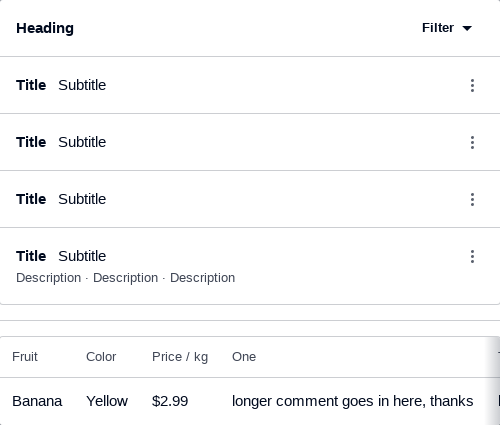 Heading Filter
Title Subtitle
Title Subtitle
Title Subtitle
Title Subtitle
Description · Description · Description
Fruit Color Price / kg One
Banana Yellow $2.99 longer comment goes in here, thanks